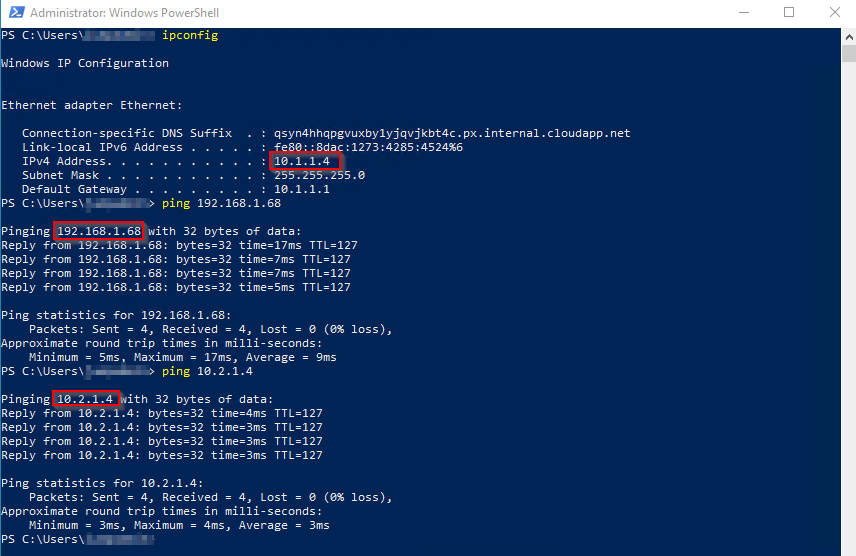 Administrator: Windows PowerShell
PS C:\Users\ ipconfig
Windows IP Configuration
Ethernet adapter Ethernet:
Connection-specific DNS Suffix . : qsyn4hhqpgvuxby1yjqvjkbt4c.px.internal.cloudapp.net
Link-local IPv6 Address . . . . . : fe80::8dac:1273:4285:4524%6
IPv4 Address. . . . . . . . . . . : 10.1.1.4
Subnet Mask . . . . . . . . . . . : 255.255.255.0
Default Gateway . . . . . . . . . : 10.1.1.1
PS C:\Users\ > ping 192.168.1.68
Pinging 192.168.1.68 with 32 bytes of data:
Reply from 192.168.1.68: bytes=32 time=17ms TTL=127
Reply from 192.168.1.68: bytes=32 time=7ms TTL=127
Reply from 192.168.1.68: bytes=32 time=7ms TTL=127
Reply from 192.168.1.68: bytes=32 time=5ms TTL=127
Ping statistics for 192.168.1.68:
Packets: Sent = 4, Received = 4, Lost = 0 (0% loss),
Approximate round trip times in milli-seconds:
Minimum = 5ms, Maximum = 17ms, Average = 9ms
PS C:\Users\ > ping 10.2.1.4
Pinging 10.2.1.4 with 32 bytes of data:
Reply from 10.2.1.4: bytes=32 time=4ms TTL=127
Reply from 10.2.1.4: bytes=32 time=3ms TTL=127
Reply from 10.2.1.4: bytes=32 time=3ms TTL=127
Reply from 10.2.1.4: bytes=32 time=3ms TTL=127
Ping statistics for 10.2.1.4:
Packets: Sent = 4, Received = 4, Lost = 0 (0% loss),
Approximate round trip times in milli-seconds:
Minimum = 3ms, Maximum = 4ms, Average = 3ms
PS C:\Users\